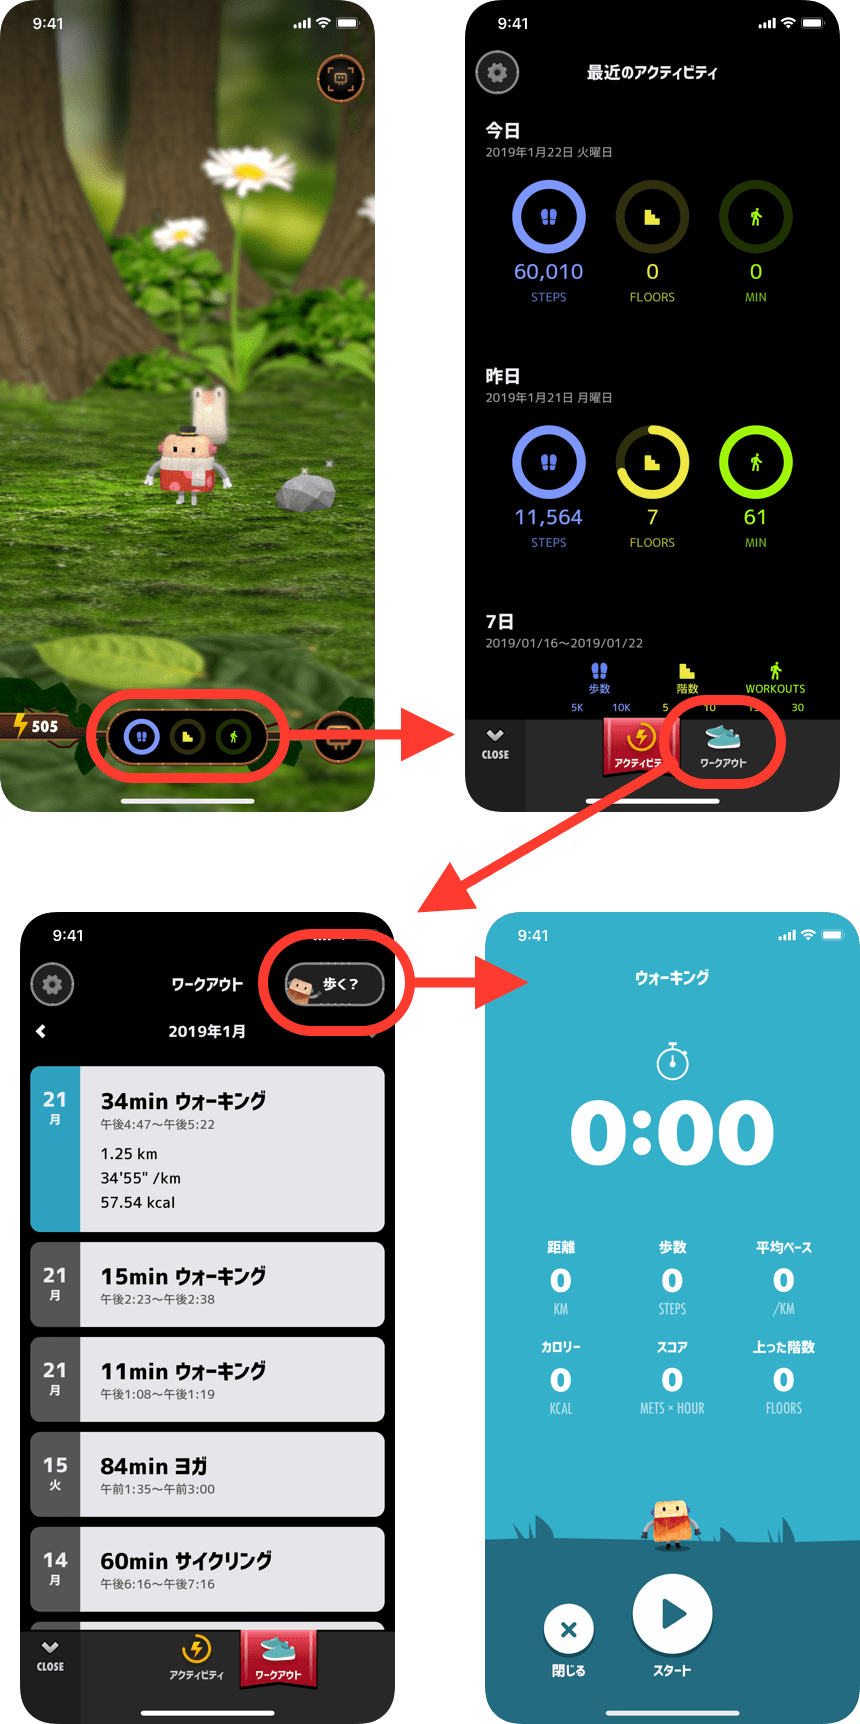 9:41
505
9:41
最近のアクティビティ
今日
2019年1月22日 火曜日
60,010 0 0
STEPS FLOORS MIN
昨日
2019年1月21日 月曜日
11,564 7 61
STEPS FLOORS MIN
7日
2019/01/16〜2019/01/22
歩数 階数 WORKOUTS
5K 10K 5 10 30
CLOSE
ワークアウト
9:41
ワークアウト
歩く？
2019年1月
21
月
34min ウォーキング
午後4:47〜午後5:22
1.25 km
34'55" /km
57.54 kcal
21
月
15min ウォーキング
午後2:23〜午後2:38
21
月
11min ウォーキング
午後1:08〜午後1:19
15
火
84min ヨガ
午前1:35〜午前3:00
14
月
60min サイクリング
午後6:16〜午後7:16
CLOSE
アクティビティ
ワークアウト
9:41
ウォーキング
0:00
距離 歩数 平均ペース
0 0 0
KM STEPS /KM
カロリー スコア 上った階数
0 0 0
KCAL METS × HOUR FLOORS
閉じる
スタート